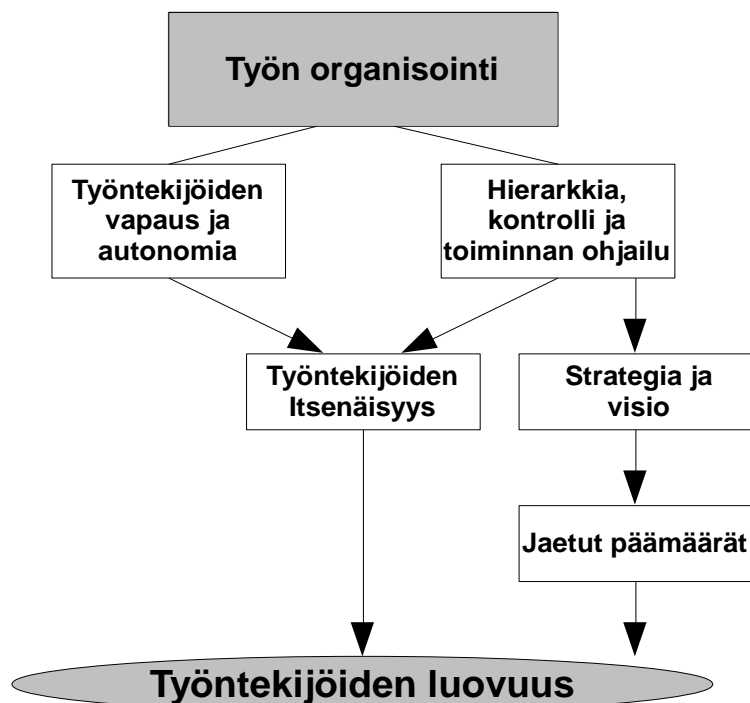 Työn organisointi
Työntekijöiden
vapaus ja
autonomia
Hierarkkia,
kontrolli ja
toiminnan ohjailu
Työntekijöiden
Itsenäisyys
Strategia ja
visio
Jaetut päämäärät
Työntekijöiden luovuus